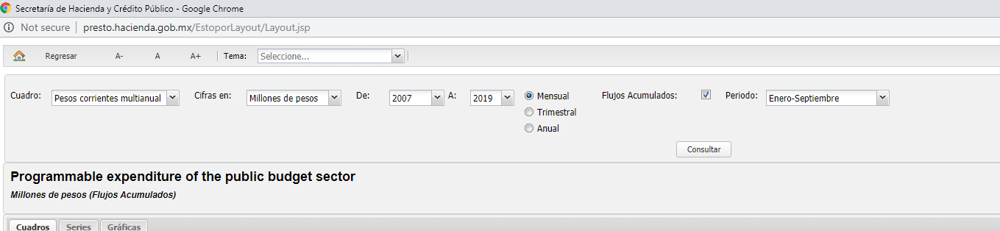 Secretaría de Hacienda y Crédito Público - Google Chrome
Not secure | presto.hacienda.gob.mx/EstoporLayout/Layout.jsp
Regresar A- A A+ Tema: Seleccione...
Cuadro: Pesos corrientes multianual Cifras en: Millones de pesos De: 2007 A: 2019 Mensual Flujos Acumulados: Periodo: Enero-Septiembre
Trimestral
Anual
Consultar
Programmable expenditure of the public budget sector
Millones de pesos (Flujos Acumulados)
Cuadros Series Gráficas